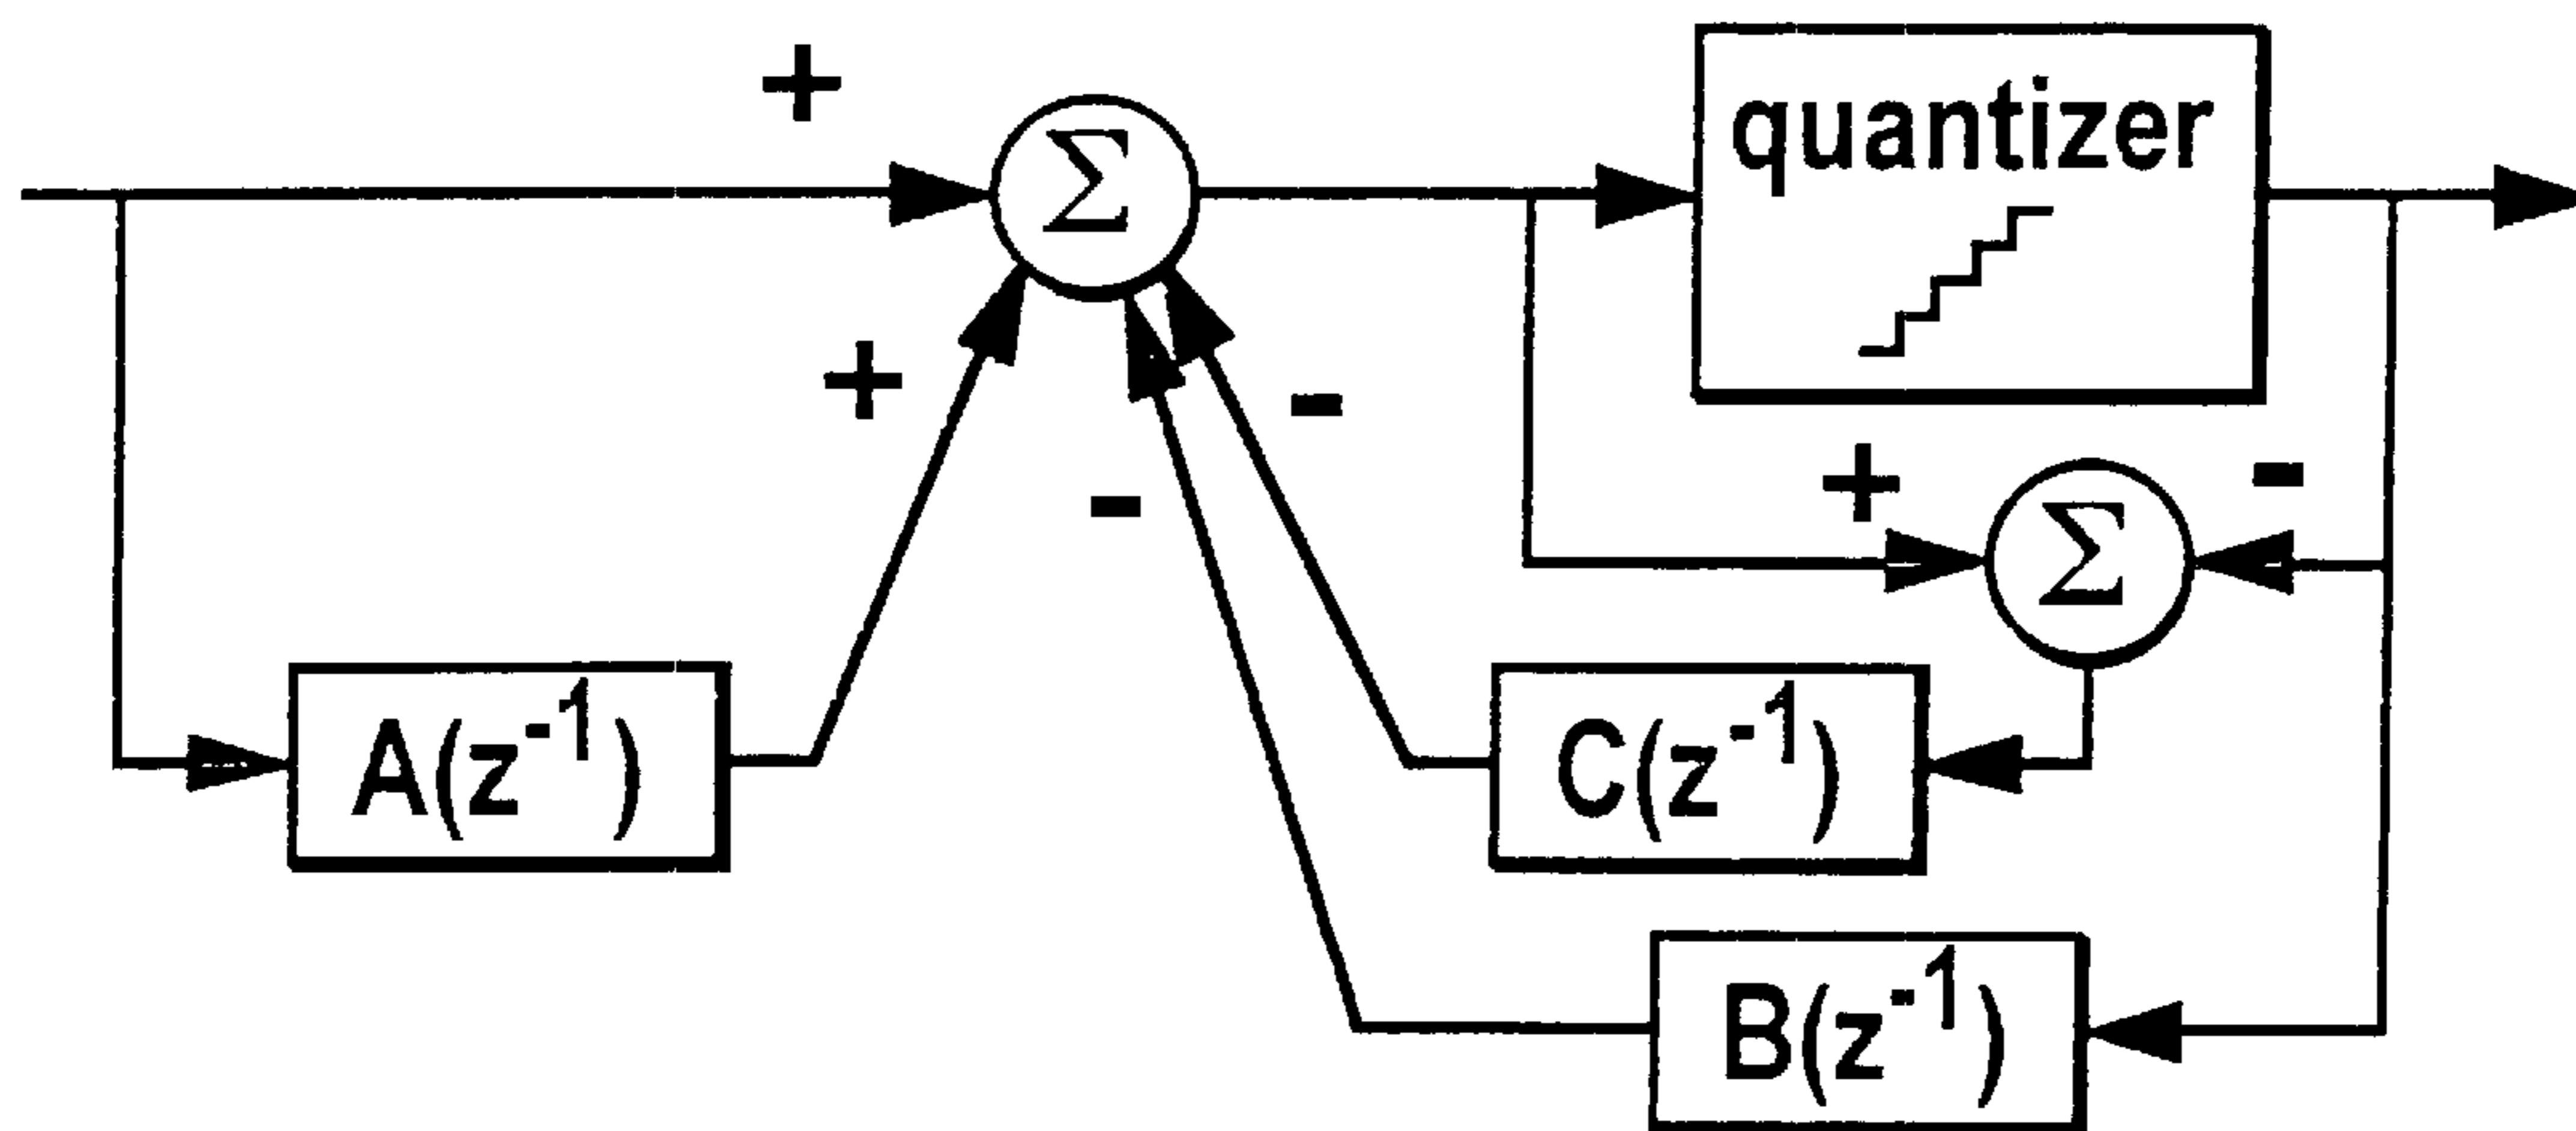 +
Σ
quantizer
+
-
-
+
-
Σ
A(z⁻¹)
C(z⁻¹)
B(z⁻¹)